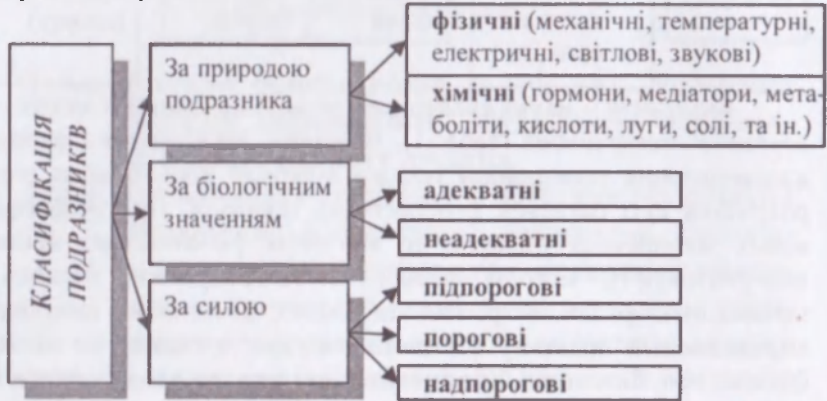 КЛАСИФІКАЦІЯ
ПОДРАЗНИКІВ
За природою
подразника
фізичні (механічні, температурні,
електричні, світлові, звукові)
хімічні (гормони, медіатори, мета-
боліти, кислоти, луги, солі, та ін.)
За біологічним
значенням
адекватні
неадекватні
За силою
підпорогові
порогові
надпорогові